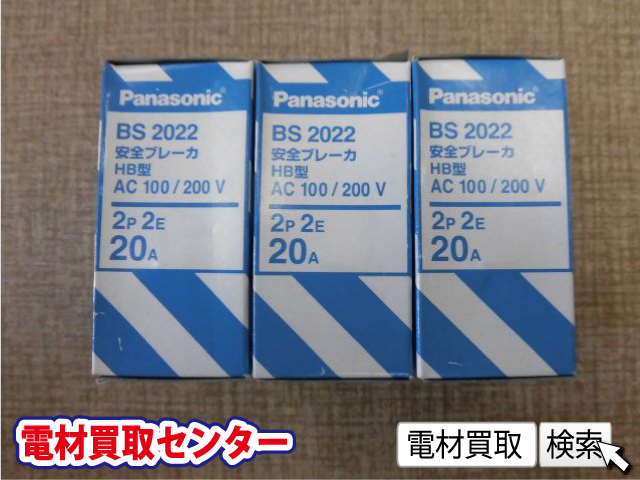 Panasonic®
BS 2022
安全ブレーカ
HB型
AC 100 / 200 V
2P 2E
20A
Panasonic®
BS 2022
安全ブレーカ
HB型
AC 100 / 200 V
2P 2E
20A
Panasonic®
BS 2022
安全ブレーカ
HB型
AC 100 / 200 V
2P 2E
20A
電材買取センター
電材買取 検索